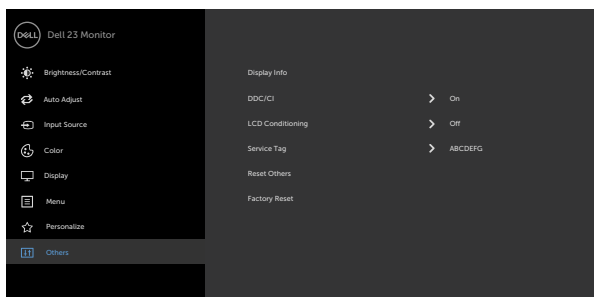 DELL Dell 23 Monitor
Brightness/Contrast
Auto Adjust
Input Source
Color
Display
Menu
Personalize
Others
Display Info
DDC/CI On
LCD Conditioning Off
Service Tag ABCDEFG
Reset Others
Factory Reset